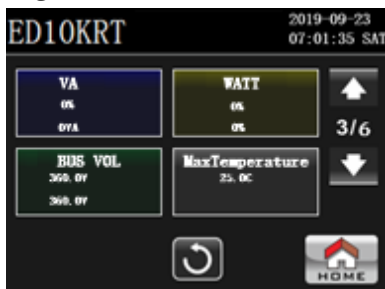 ED10KRT
2019-09-23
07:01:35 SAT
VA
0%
0VA
WATT
0%
0%
3/6
BUS VOL
360.0V
360.0V
MaxTemperature
25.0C
HOME